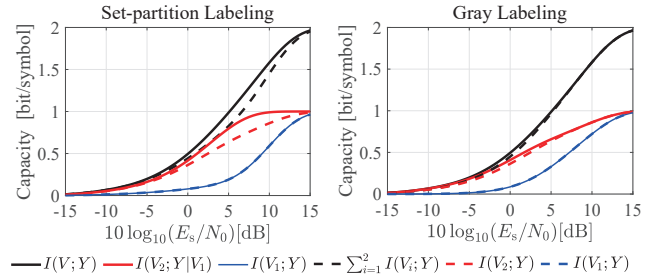 Set-partition Labeling
Gray Labeling
Capacity [bit/symbol]
2
1.5
1
0.5
0
-15 -10 -5 0 5 10 15
10 log₁₀(Eₛ/N₀)[dB]
Capacity [bit/symbol]
2
1.5
1
0.5
0
-15 -10 -5 0 5 10 15
10 log₁₀(Eₛ/N₀)[dB]
I(V;Y) I(V₂;Y|V₁) I(V₁;Y) ∑²ᵢ₌₁ I(Vᵢ;Y) I(V₂;Y) I(V₁;Y)